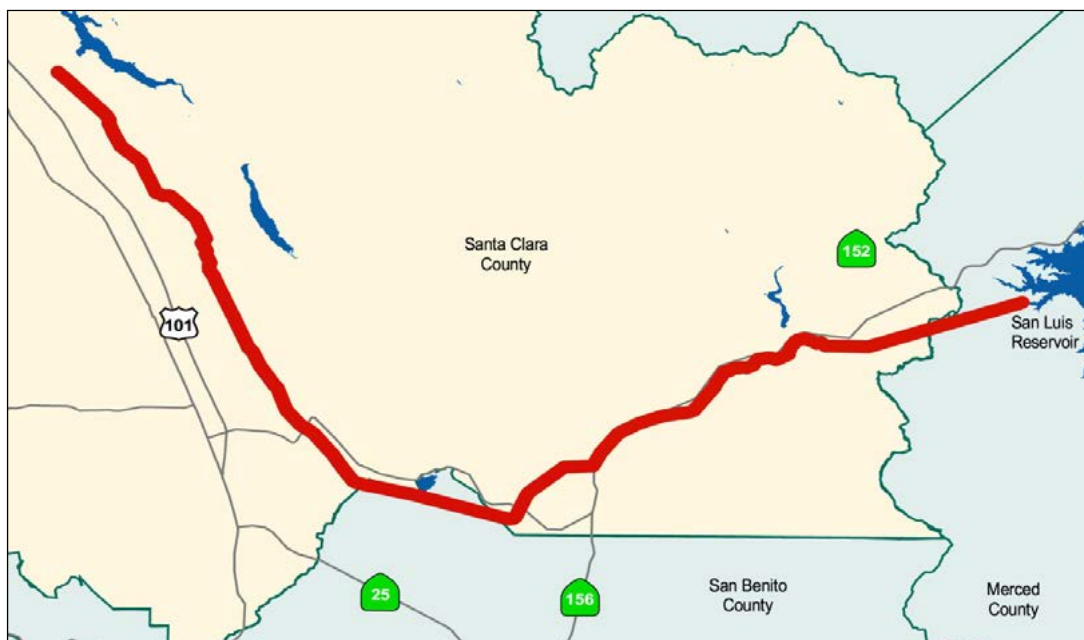 Santa Clara
County
152
101
San Luis
Reservoir
25
156
San Benito
County
Merced
County